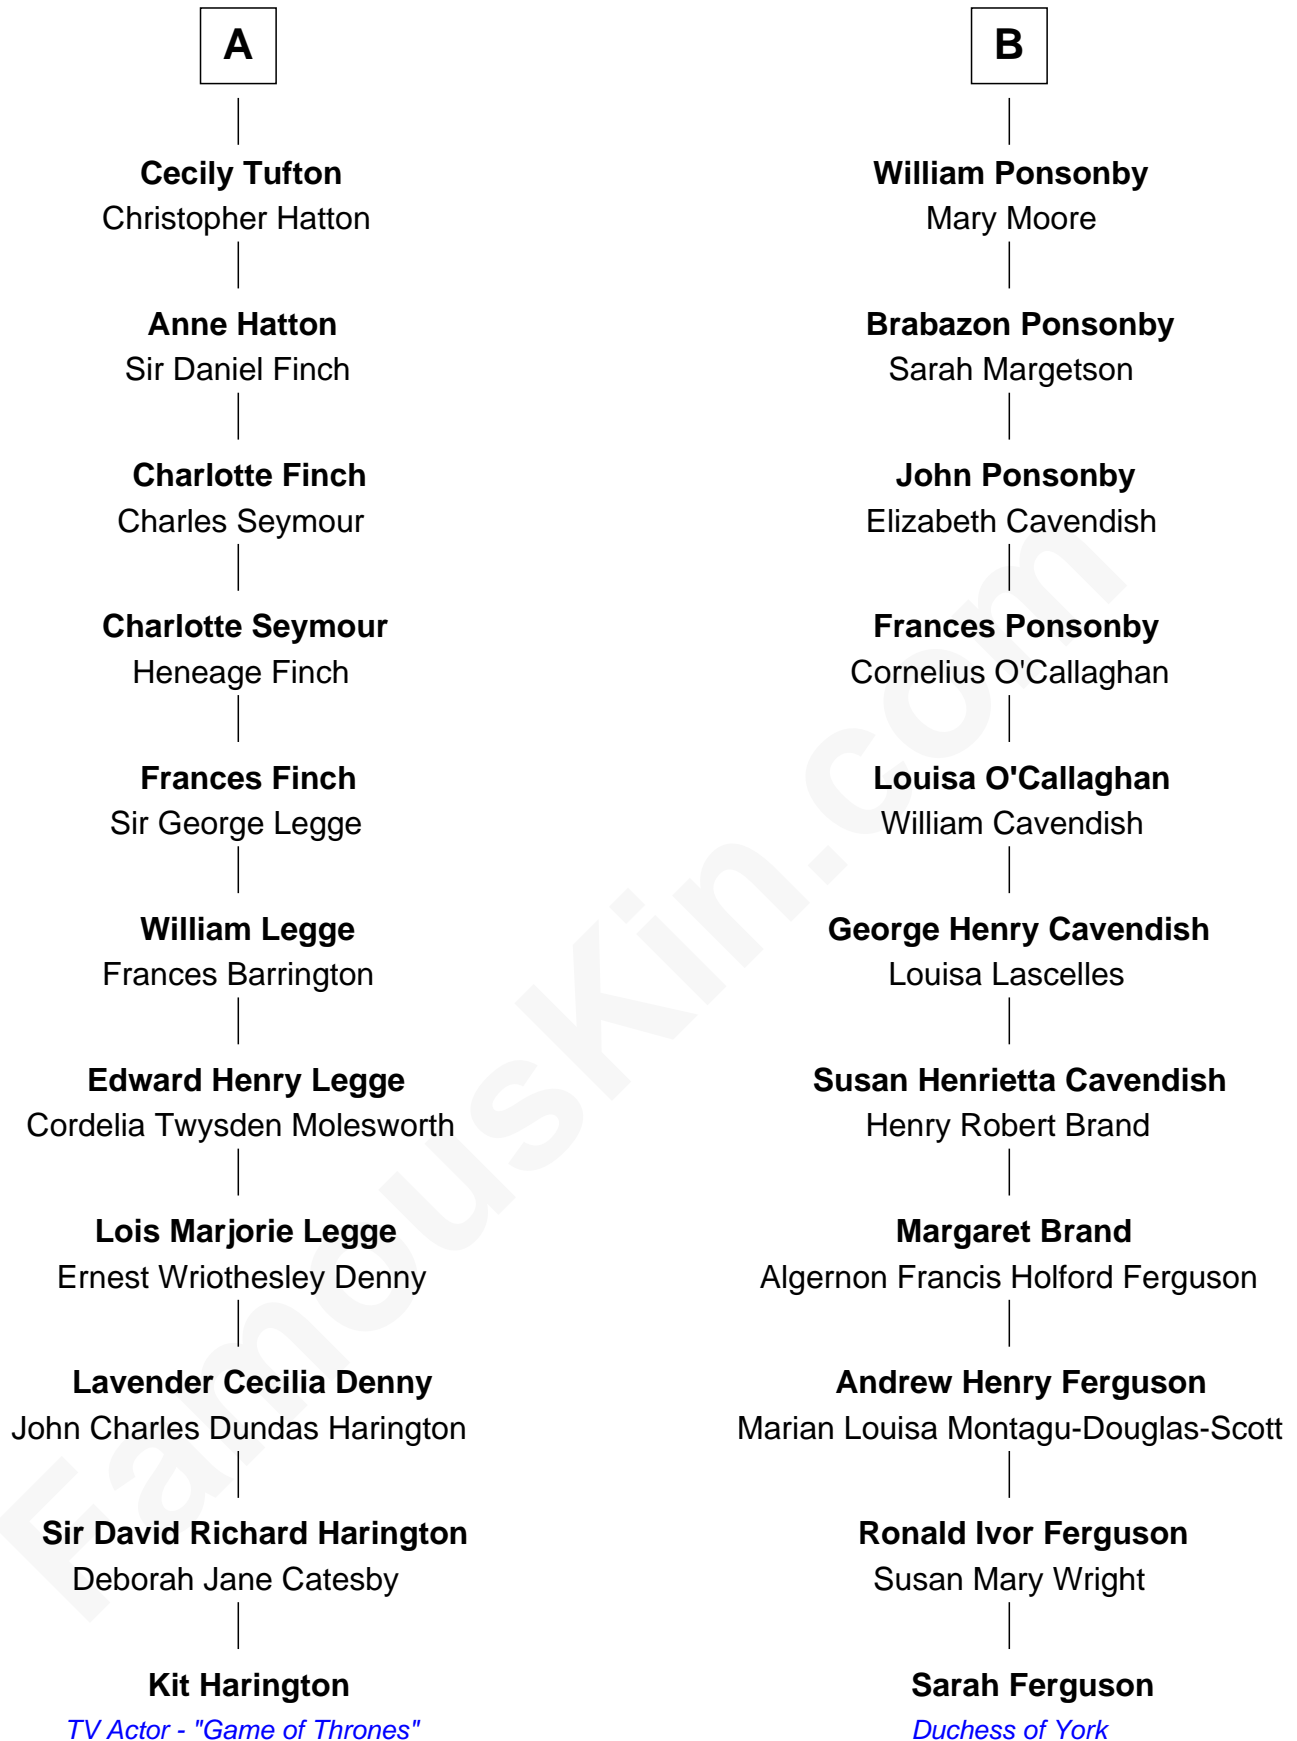 A
Cecily Tufton
Christopher Hatton
Anne Hatton
Sir Daniel Finch
Charlotte Finch
Charles Seymour
Charlotte Seymour
Heneage Finch
Frances Finch
Sir George Legge
William Legge
Frances Barrington
Edward Henry Legge
Cordelia Twysden Molesworth
Lois Marjorie Legge
Ernest Wriothesley Denny
Lavender Cecilia Denny
John Charles Dundas Harington
Sir David Richard Harington
Deborah Jane Catesby
Kit Harington
TV Actor - "Game of Thrones"
B
William Ponsonby
Mary Moore
Brabazon Ponsonby
Sarah Margetson
John Ponsonby
Elizabeth Cavendish
Frances Ponsonby
Cornelius O'Callaghan
Louisa O'Callaghan
William Cavendish
George Henry Cavendish
Louisa Lascelles
Susan Henrietta Cavendish
Henry Robert Brand
Margaret Brand
Algernon Francis Holford Ferguson
Andrew Henry Ferguson
Marian Louisa Montagu-Douglas-Scott
Ronald Ivor Ferguson
Susan Mary Wright
Sarah Ferguson
Duchess of York
FamousKin.com